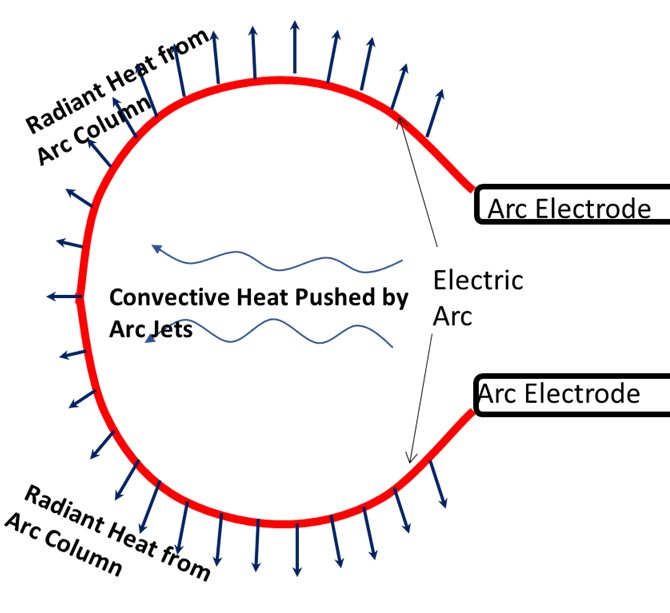 Radiant Heat from
Arc Column
Arc Electrode
Convective Heat Pushed by
Arc Jets
Electric
Arc
Arc Electrode
Radiant Heat from
Arc Column